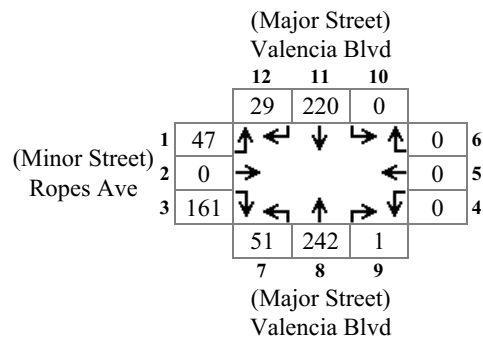 (Major Street)
Valencia Blvd
12 11 10
29 220 0
1 47 0 6
(Minor Street)
2 0 0 5
Ropes Ave
3 161 0 4
51 242 1
7 8 9
(Major Street)
Valencia Blvd